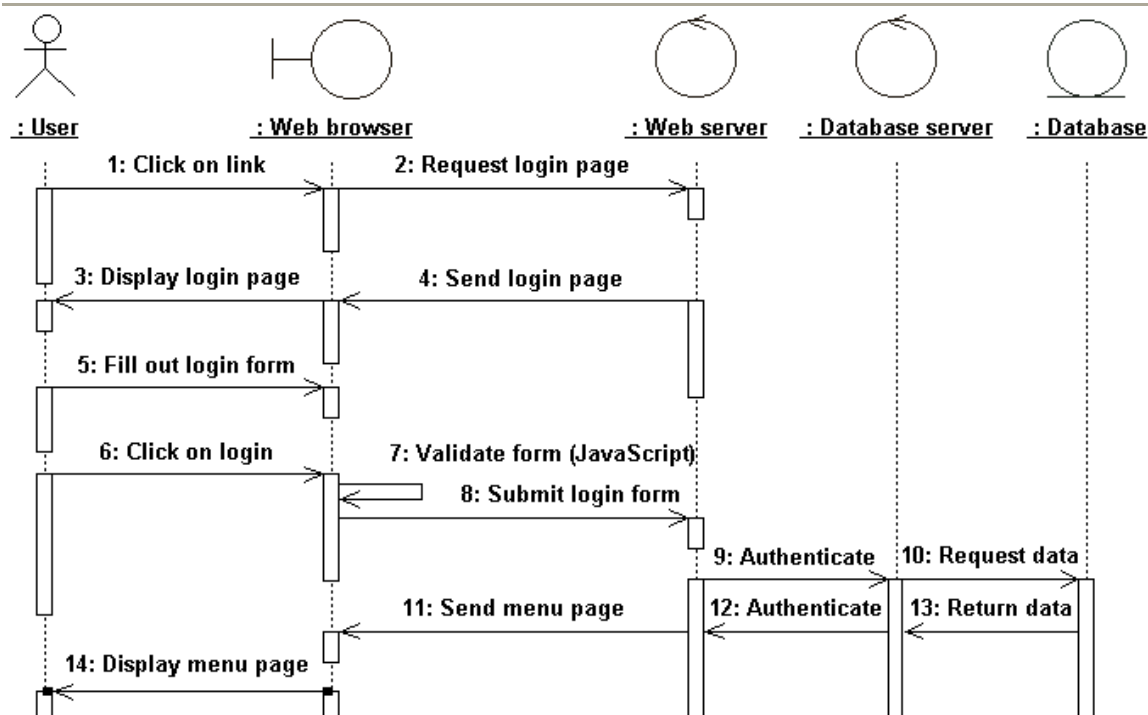 : User
: Web browser
: Web server
: Database server
: Database
1: Click on link
2: Request login page
3: Display login page
4: Send login page
5: Fill out login form
6: Click on login
7: Validate form (JavaScript)
8: Submit login form
9: Authenticate
10: Request data
11: Send menu page
12: Authenticate
13: Return data
14: Display menu page